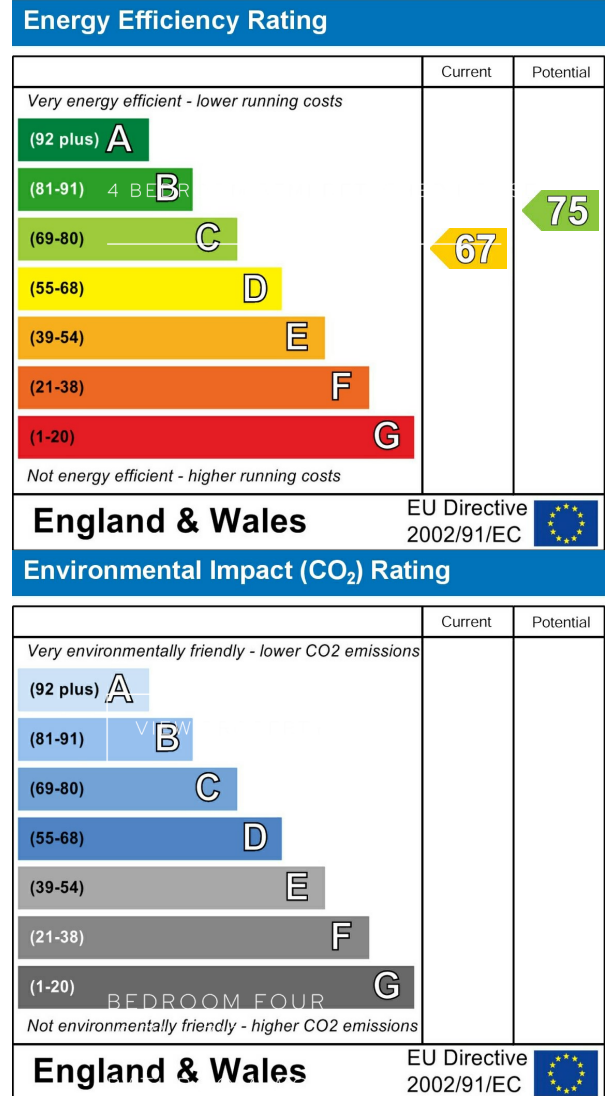 Energy Efficiency Rating
Current Potential
Very energy efficient - lower running costs
(92 plus) A
(81-91) B
4 BEDR
75
(69-80) C
67
(55-68) D
(39-54) E
(21-38) F
(1-20) G
Not energy efficient - higher running costs
England & Wales
EU Directive
2002/91/EC
Environmental Impact (CO₂) Rating
Current Potential
Very environmentally friendly - lower CO2 emissions
(92 plus) A
VIEW
(81-91) B
(69-80) C
(55-68) D
(39-54) E
(21-38) F
(1-20) G
BEDROOM FOUR
Not environmentally friendly - higher CO2 emissions
England & Wales
EU Directive
2002/91/EC